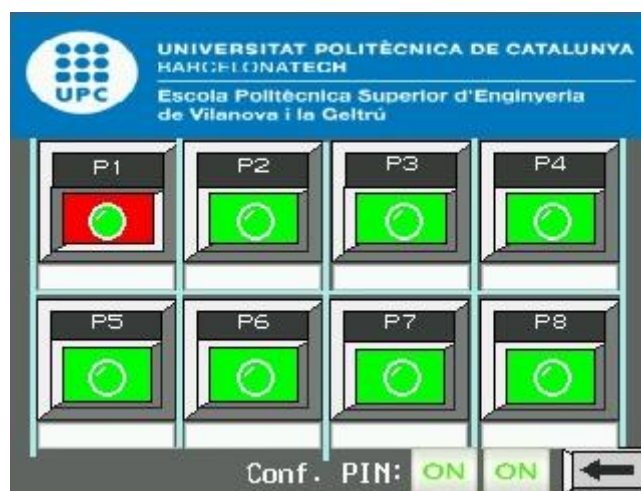 UNIVERSITAT POLITÈCNICA DE CATALUNYA
BARCELONATECH
UPC
Escola Politècnica Superior d'Enginyeria
de Vilanova i la Geltrú
P1 P2 P3 P4
P5 P6 P7 P8
Conf. PIN: ON ON